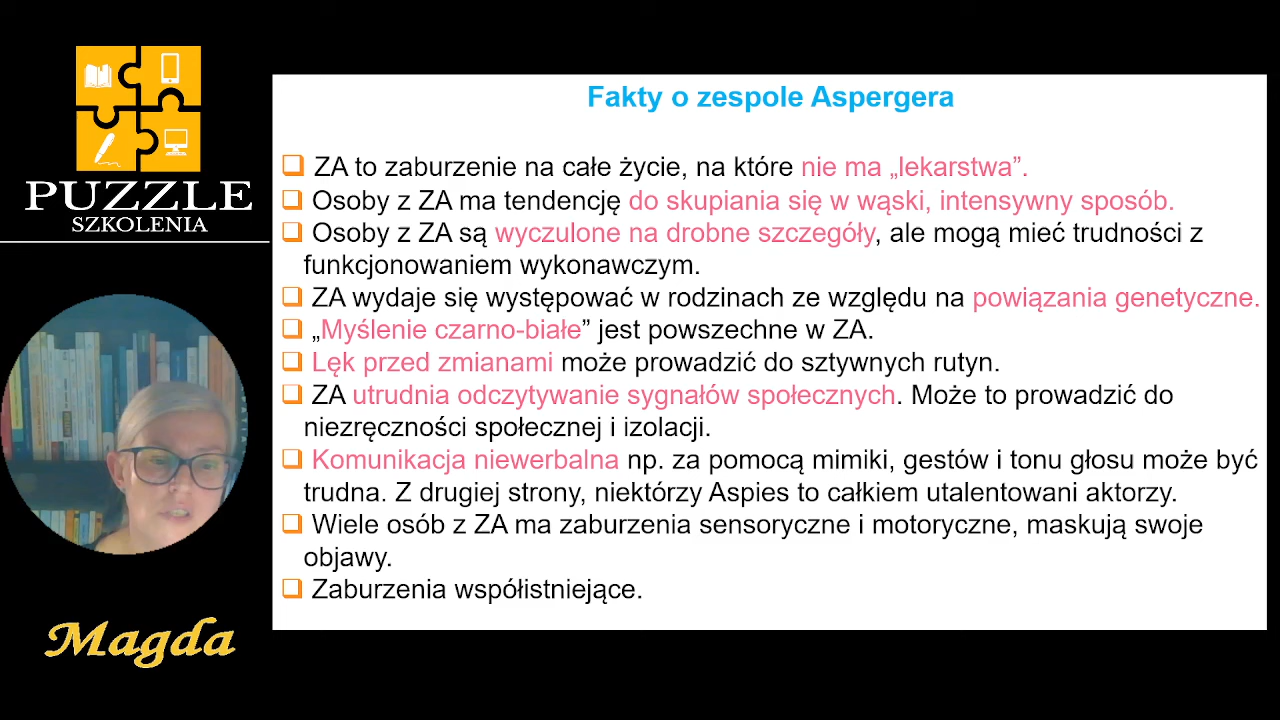 PUZZLE
SZKOLENIA
Fakty o zespole Aspergera
ZA to zaburzenie na całe życie, na które nie ma „lekarstwa”.
Osoby z ZA ma tendencję do skupiania się w wąski, intensywny sposób.
Osoby z ZA są wyczulone na drobne szczegóły, ale mogą mieć trudności z
funkcjonowaniem wykonawczym.
ZA wydaje się występować w rodzinach ze względu na powiązania genetyczne.
„Myślenie czarno-białe” jest powszechne w ZA.
Lęk przed zmianami może prowadzić do sztywnych rutyn.
ZA utrudnia odczytywanie sygnałów społecznych. Może to prowadzić do
niezręczności społecznej i izolacji.
Komunikacja niewerbalna np. za pomocą mimiki, gestów i tonu głosu może być
trudna. Z drugiej strony, niektórzy Aspies to całkiem utalentowani aktorzy.
Wiele osób z ZA ma zaburzenia sensoryczne i motoryczne, maskują swoje
objawy.
Zaburzenia współistniejące.
Magda